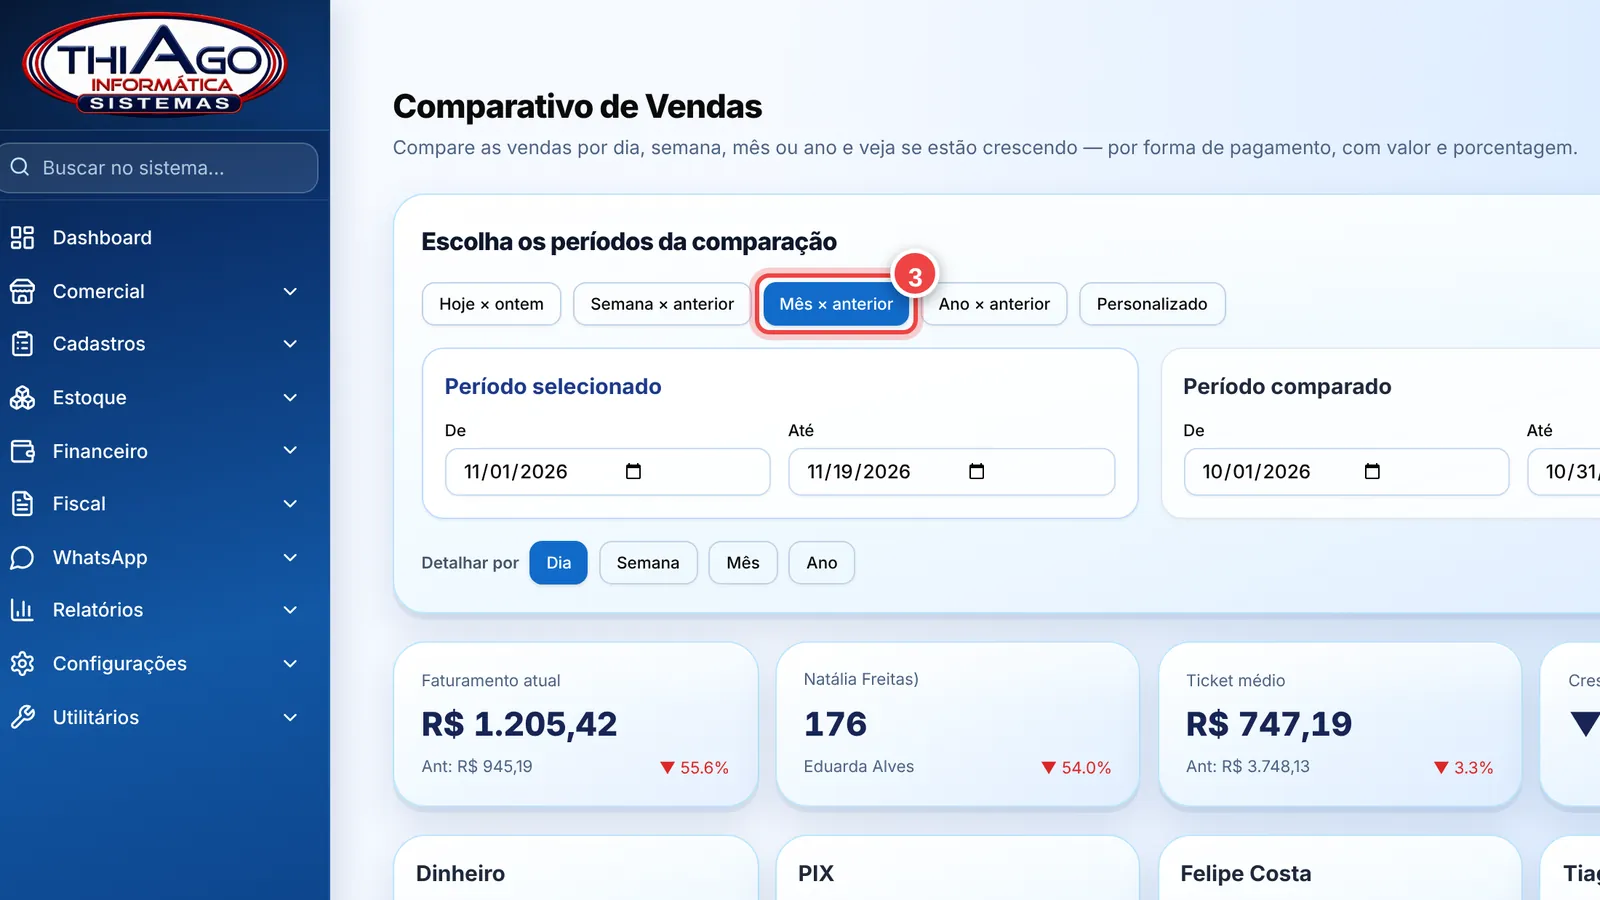 THIAGO
INFORMÁTICA
SISTEMAS
Buscar no sistema...
Dashboard
Comercial
Cadastros
Estoque
Financeiro
Fiscal
WhatsApp
Relatórios
Configurações
Utilitários
Comparativo de Vendas
Compare as vendas por dia, semana, mês ou ano e veja se estão crescendo — por forma de pagamento, com valor e porcentagem.
Escolha os períodos da comparação
Hoje × ontem
Semana × anterior
Mês × anterior
3
Ano × anterior
Personalizado
Período selecionado
De
Até
11/01/2026
11/19/2026
Período comparado
De
Até
10/01/2026
10/31/
Detalhar por
Dia
Semana
Mês
Ano
Faturamento atual
R$ 1.205,42
Ant: R$ 945,19
▼ 55.6%
Natália Freitas)
176
Eduarda Alves
▼ 54.0%
Ticket médio
R$ 747,19
Ant: R$ 3.748,13
▼ 3.3%
Cres
▼
Dinheiro
PIX
Felipe Costa
Tiag